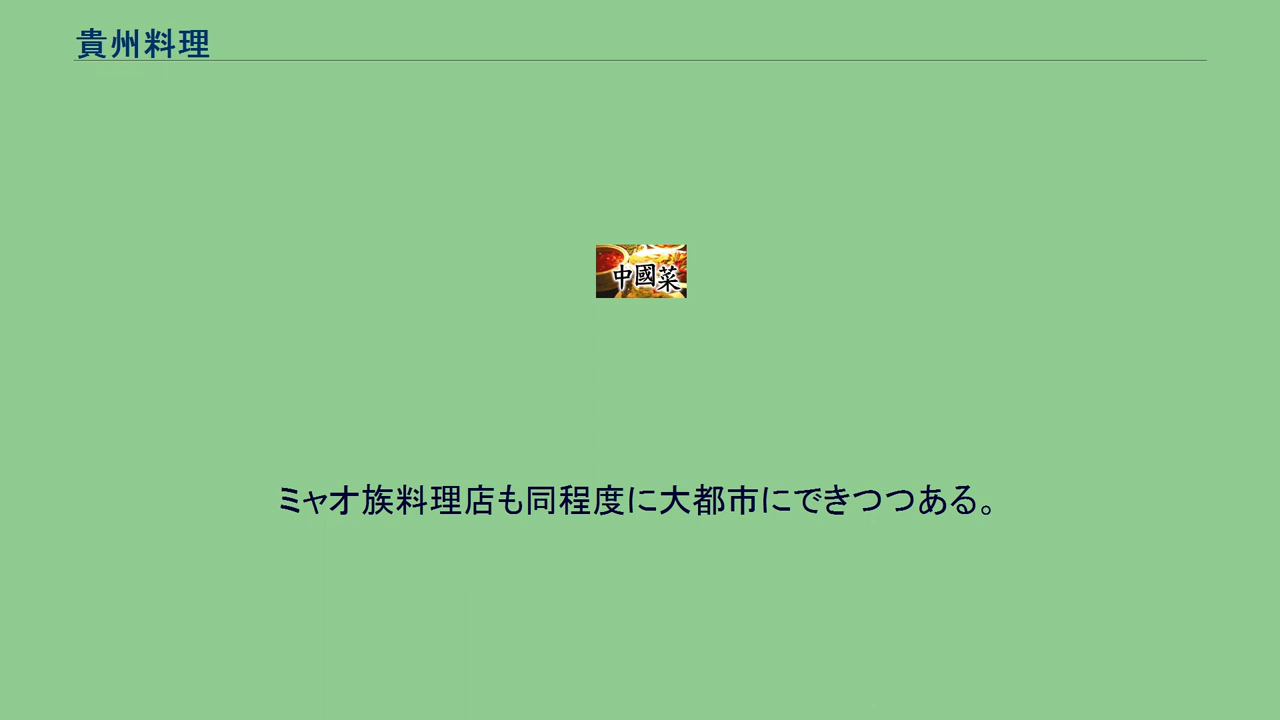 貴州料理
中國菜
ミャオ族料理店も同程度に大都市にできつつある。